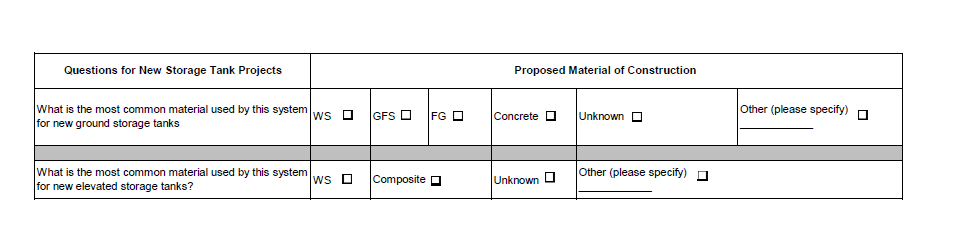 Questions for New Storage Tank Projects
Proposed Material of Construction
What is the most common material used by this system
for new ground storage tanks
WS ☐
GFS ☐
FG ☐
Concrete ☐
Unknown ☐
Other (please specify) ☐
____________
What is the most common material used by this system
for new elevated storage tanks?
WS ☐
Composite ☐
Unknown ☐
Other (please specify) ☐
____________